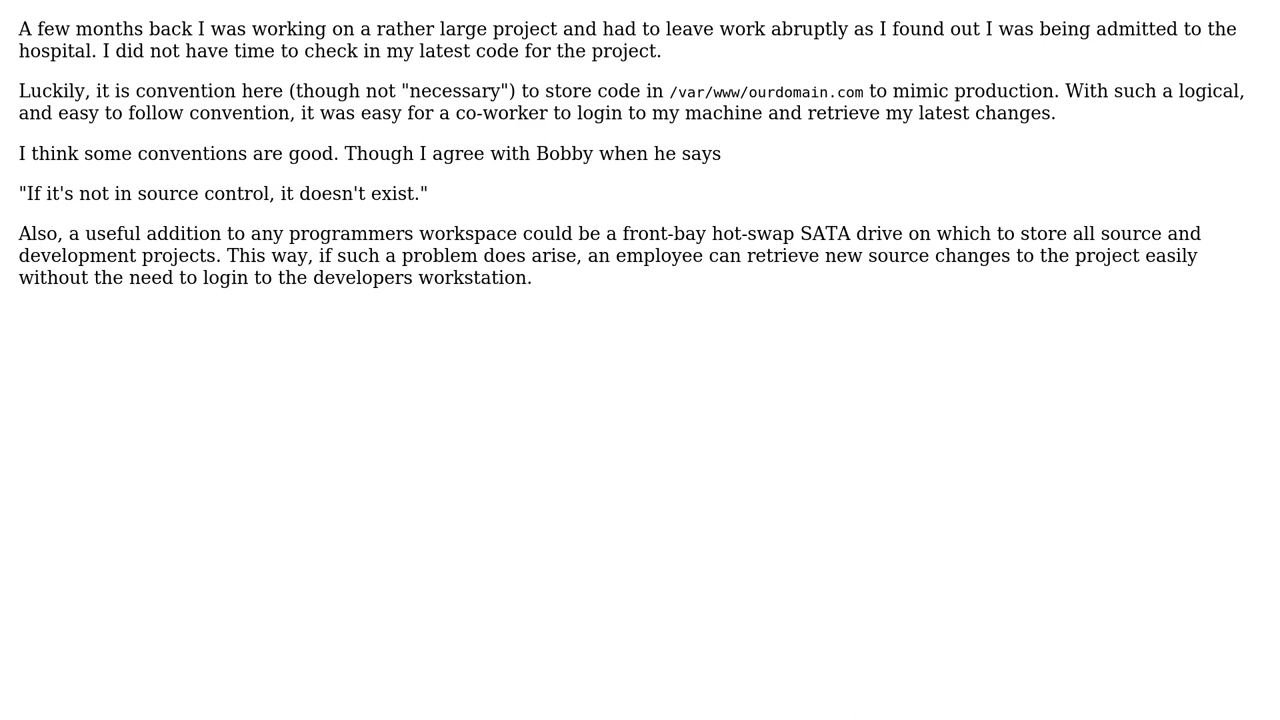 A few months back I was working on a rather large project and had to leave work abruptly as I found out I was being admitted to the
hospital. I did not have time to check in my latest code for the project.
Luckily, it is convention here (though not "necessary") to store code in /var/www/ourdomain.com to mimic production. With such a logical,
and easy to follow convention, it was easy for a co-worker to login to my machine and retrieve my latest changes.
I think some conventions are good. Though I agree with Bobby when he says
"If it's not in source control, it doesn't exist."
Also, a useful addition to any programmers workspace could be a front-bay hot-swap SATA drive on which to store all source and
development projects. This way, if such a problem does arise, an employee can retrieve new source changes to the project easily
without the need to login to the developers workstation.